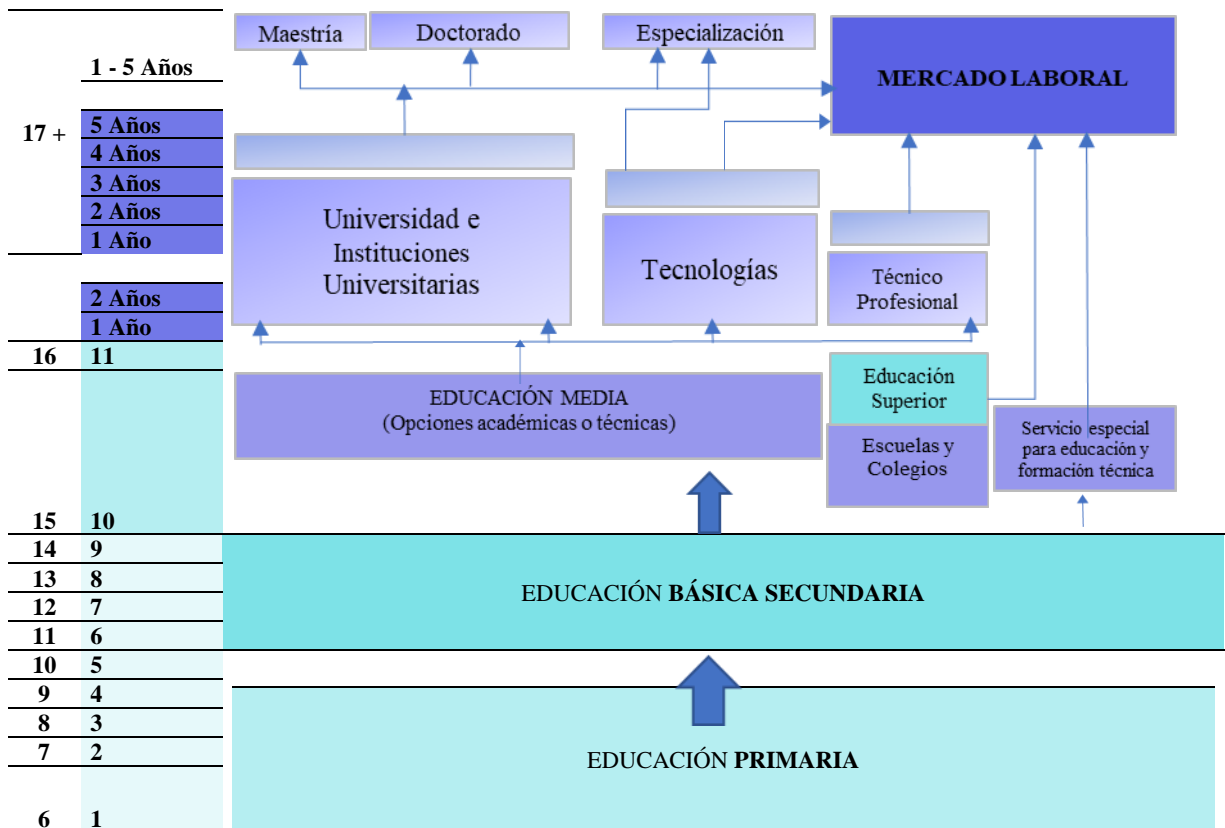 Maestría
Doctorado
Especialización
1 - 5 Años
MERCADO LABORAL
17 +
5 Años
4 Años
3 Años
2 Años
1 Año
Universidad e
Instituciones
Universitarias
Tecnologías
Técnico
Profesional
2 Años
1 Año
16 11
EDUCACIÓN MEDIA
(Opciones académicas o técnicas)
Educación
Superior
Escuelas y
Colegios
Servicio especial
para educación y
formación técnica
15 10
14 9
13 8
12 7
11 6
EDUCACIÓN BÁSICA SECUNDARIA
10 5
9 4
8 3
7 2
EDUCACIÓN PRIMARIA
6 1